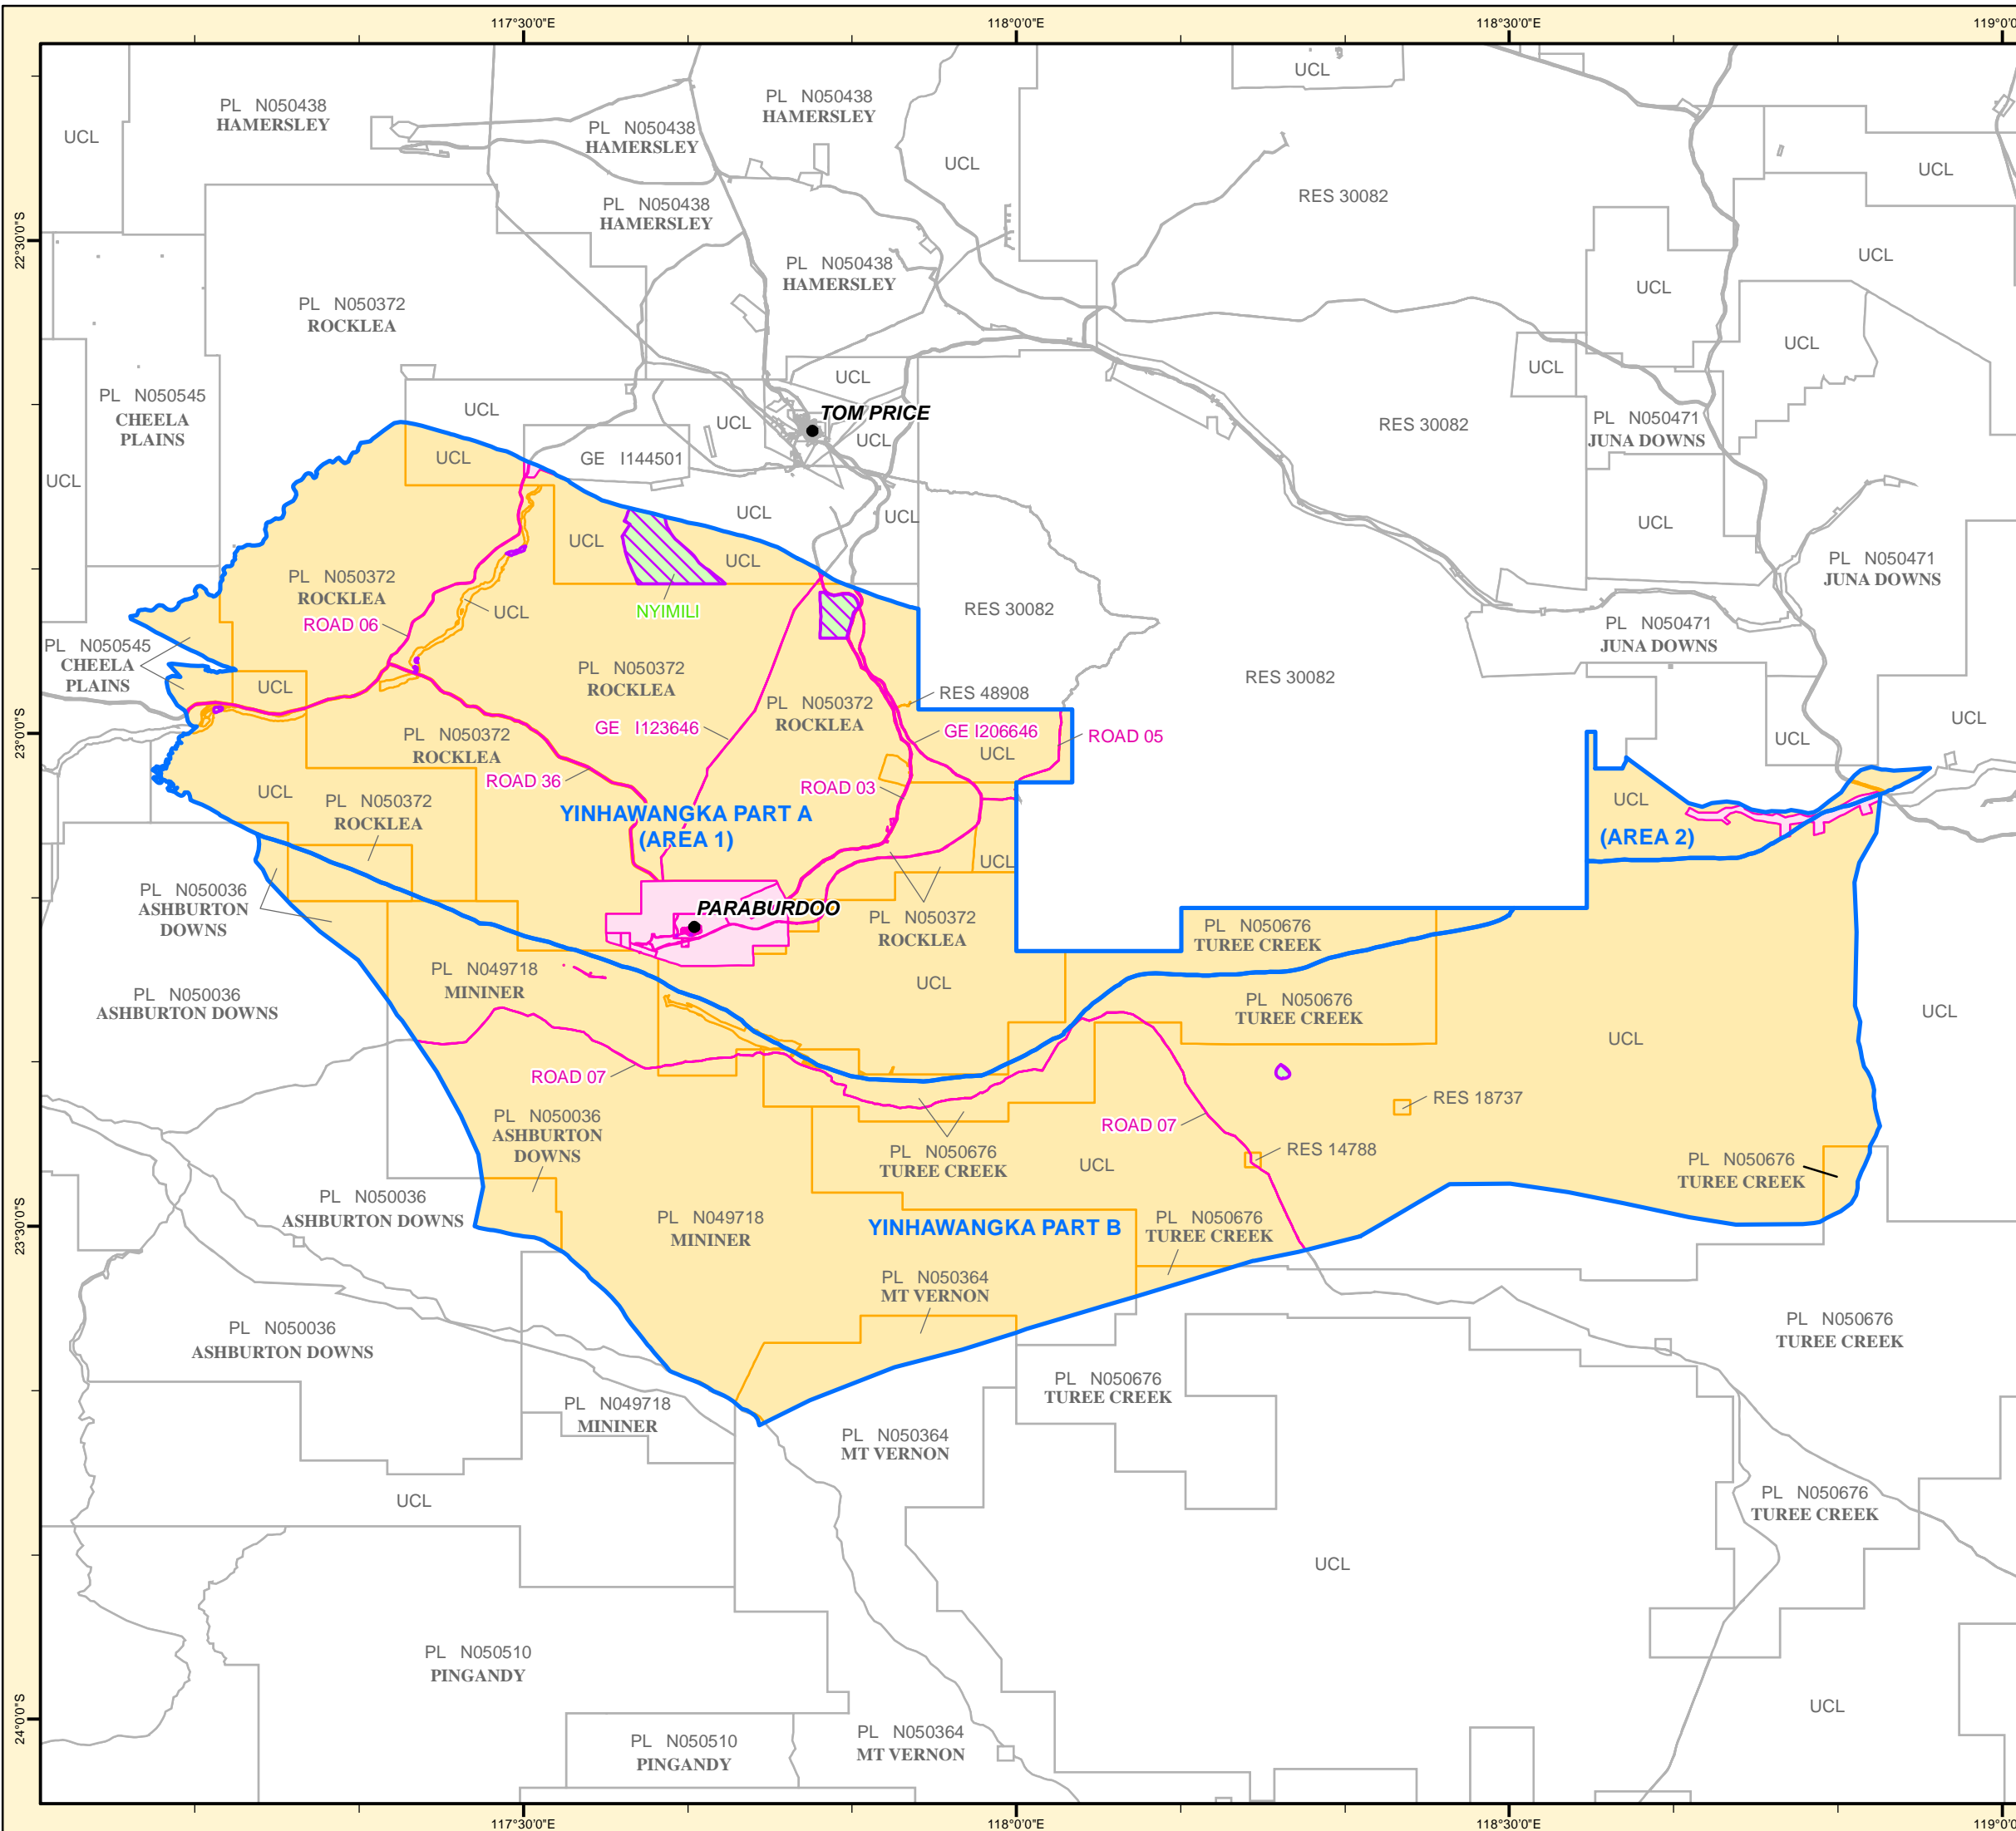 117°30'0"E
118°0'0"E
118°30'0"E
119°0'0
UCL
PL N050438
HAMERSLEY
PL N050438
HAMERSLEY
UCL
PL N050438
HAMERSLEY
UCL
UCL
UCL
RES 30082
PL N050438
HAMERSLEY
22°30'0"S
PL N050438
HAMERSLEY
UCL
UCL
PL N050372
ROCKLEA
UCL
UCL
UCL
PL N050545
CHEELA
PLAINS
UCL
TOM PRICE
UCL
UCL
RES 30082
PL N050471
JUNA DOWNS
UCL
GE I144501
UCL
UCL
UCL
UCL
UCL
UCL
UCL
PL N050471
JUNA DOWNS
PL N050372
ROCKLEA
NYIMILI
UCL
RES 30082
ROAD 06
PL N050471
JUNA DOWNS
PL N050545
CHEELA
PLAINS
UCL
PL N050372
ROCKLEA
RES 30082
RES 48908
PL N050372
ROCKLEA
UCL
23°0'0"S
PL N050372
ROCKLEA
GE I123646
GE I206646
ROAD 05
UCL
UCL
ROAD 36
ROAD 03
UCL
UCL
PL N050372
ROCKLEA
YINHAWANGKA PART A
(AREA 1)
(AREA 2)
UCL
PL N050036
ASHBURTON
DOWNS
PARABURDOO
PL N050372
ROCKLEA
PL N050676
TUREE CREEK
PL N049718
MININER
UCL
PL N050036
ASHBURTON DOWNS
PL N050676
TUREE CREEK
UCL
UCL
ROAD 07
RES 18737
PL N050036
ASHBURTON
DOWNS
ROAD 07
RES 14788
PL N050676
TUREE CREEK
UCL
PL N050676
TUREE CREEK
PL N050036
ASHBURTON DOWNS
23°30'0"S
PL N049718
MININER
YINHAWANGKA PART B
PL N050676
TUREE CREEK
PL N050364
MT VERNON
PL N050036
ASHBURTON DOWNS
PL N050676
TUREE CREEK
PL N050676
TUREE CREEK
PL N049718
MININER
PL N050364
MT VERNON
UCL
PL N050676
TUREE CREEK
UCL
PL N050510
PINGANDY
UCL
24°0'0"S
PL N050510
PINGANDY
PL N050364
MT VERNON
117°30'0"E
118°0'0"E
118°30'0"E
119°0'0